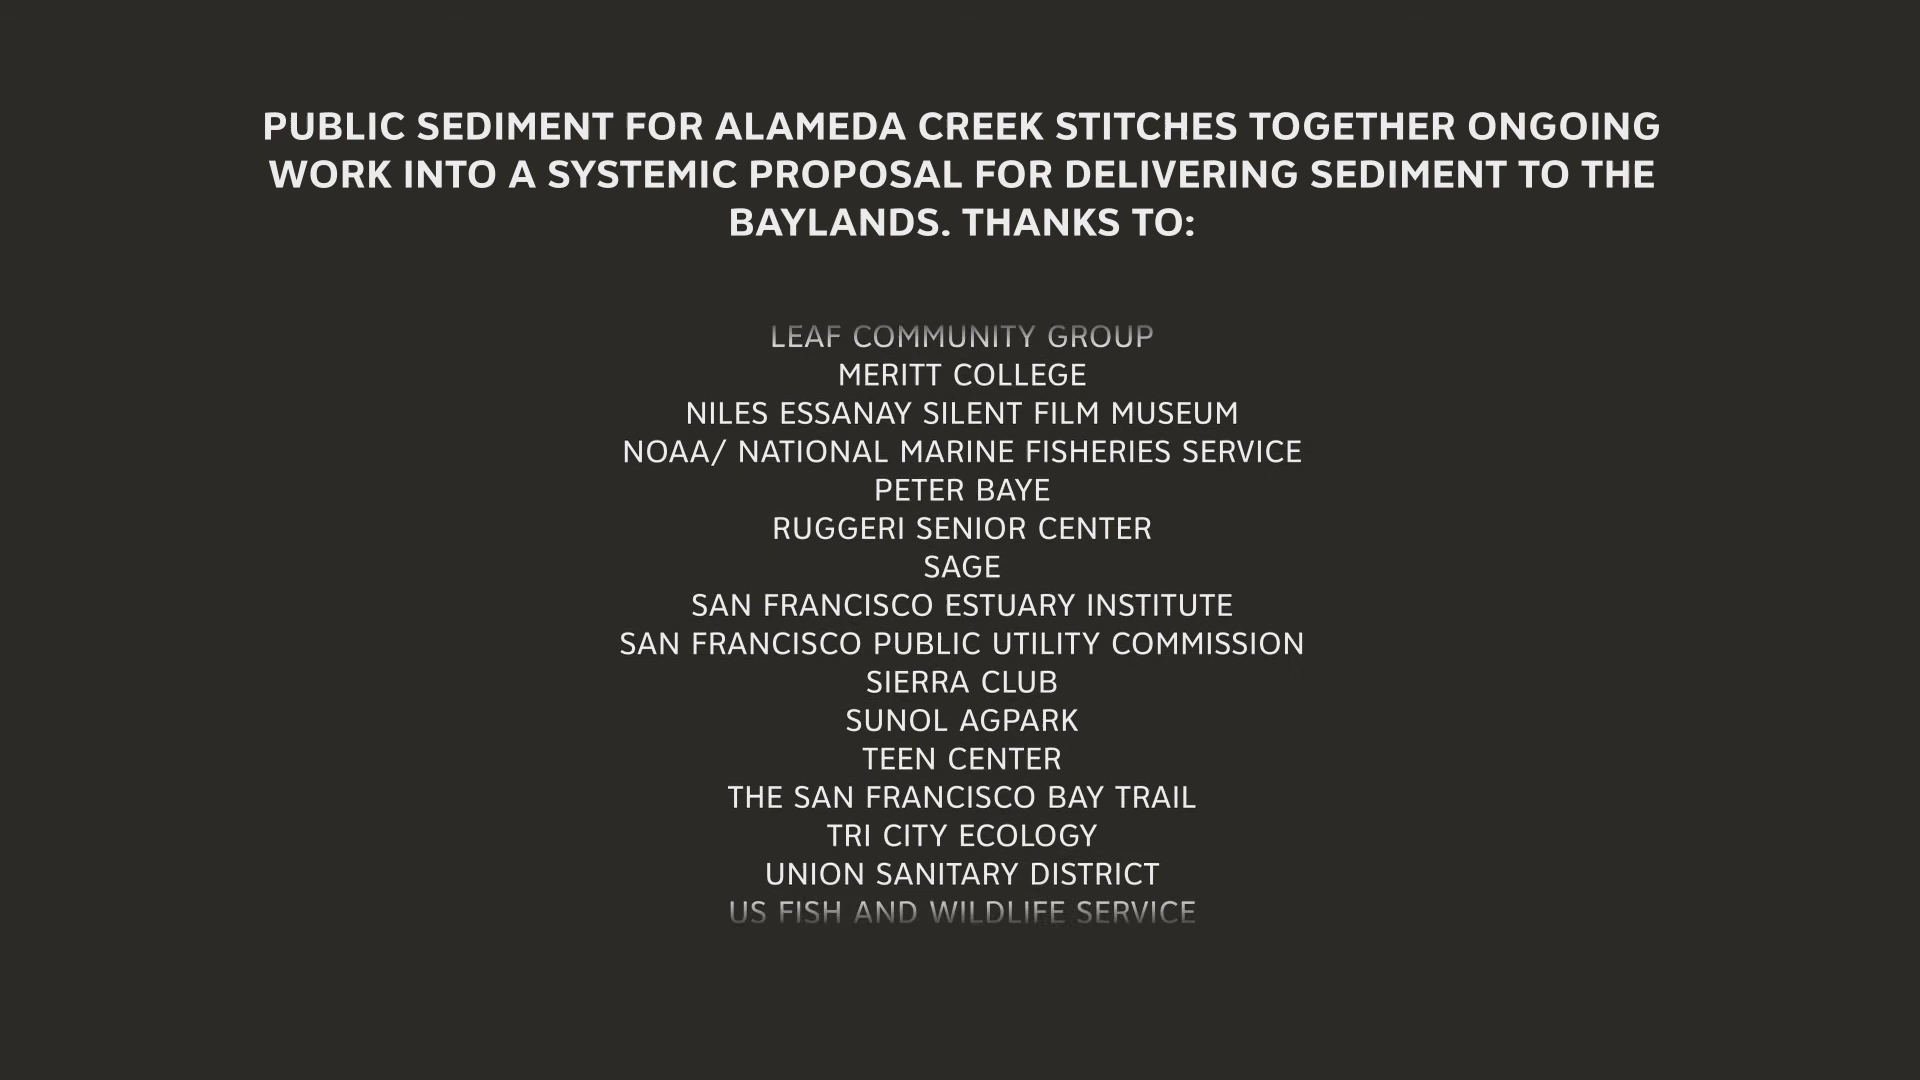 PUBLIC SEDIMENT FOR ALAMEDA CREEK STITCHES TOGETHER ONGOING
WORK INTO A SYSTEMIC PROPOSAL FOR DELIVERING SEDIMENT TO THE
BAYLANDS. THANKS TO:
LEAF COMMUNITY GROUP
MERITT COLLEGE
NILES ESSANAY SILENT FILM MUSEUM
NOAA/ NATIONAL MARINE FISHERIES SERVICE
PETER BAYE
RUGGERI SENIOR CENTER
SAGE
SAN FRANCISCO ESTUARY INSTITUTE
SAN FRANCISCO PUBLIC UTILITY COMMISSION
SIERRA CLUB
SUNOL AGPARK
TEEN CENTER
THE SAN FRANCISCO BAY TRAIL
TRI CITY ECOLOGY
UNION SANITARY DISTRICT
US FISH AND WILDLIFE SERVICE